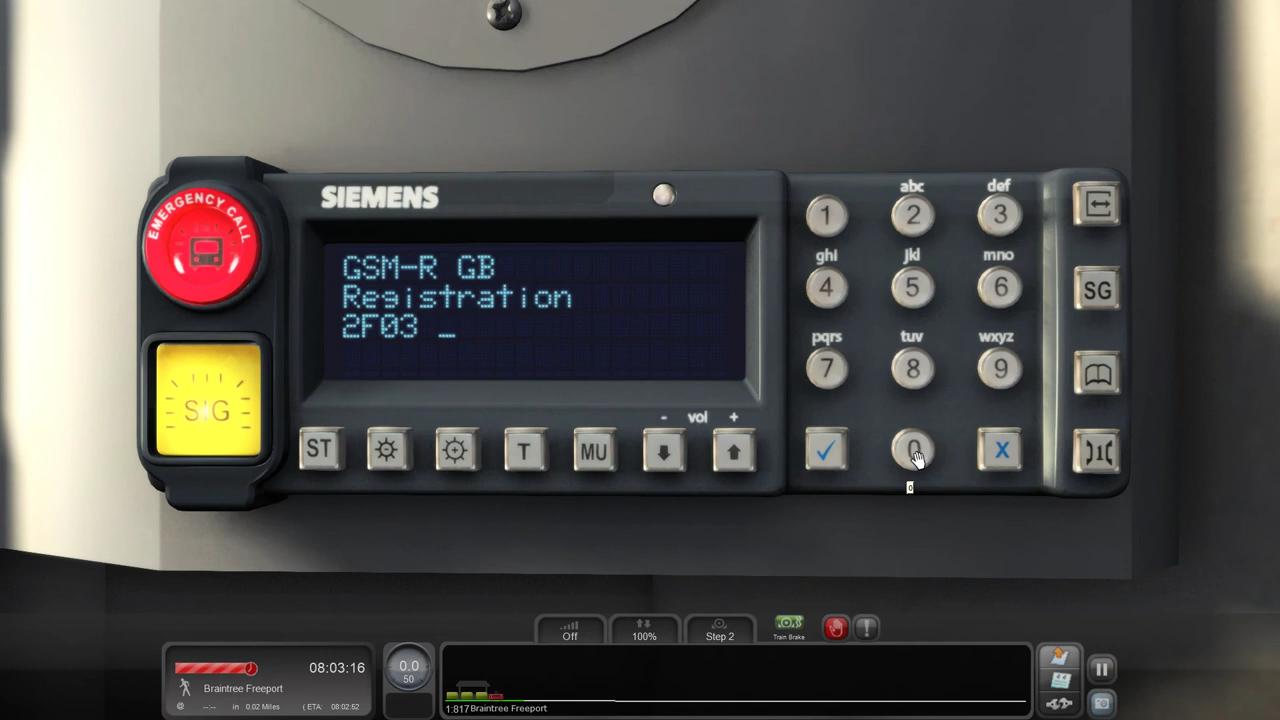 EMERGENCY CALL
SIEMENS
GSM-R GB
Registration
2F03 _
SIG
- vol +
ST
T
MU
1
abc
2
def
3
ghi
4
jkl
5
mno
6
pqrs
7
tuv
8
wxyz
9
0
X
0
SG
Off
100%
Step 2
Train Brake
!
08:03:16
Braintree Freeport
@ --:-- in 0.02 Miles ( ETA: 08:02:52
0.0
50
1:817 Braintree Freeport